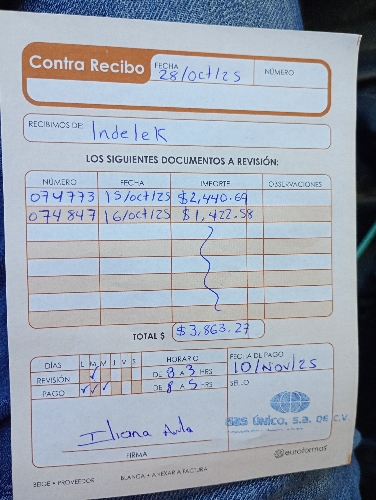 Contra Recibo
FECHA
28/oct/25
NÚMERO
RECIBIMOS DE:
Indelek
LOS SIGUIENTES DOCUMENTOS A REVISIÓN:
NÚMERO FECHA IMPORTE OBSERVACIONES
074773 15/oct/25 $2,440.69
074847 16/oct/25 $1,422.58
TOTAL $ $3,863.27
DÍAS L M M J V S HORARIO
REVISIÓN ✓ DE 8 A 3 HRS
PAGO ✓ ✓ ✓ DE 8 A 5 HRS
FECHA DE PAGO
10/Nov/25
SELLO
GAS ÚNICO, S.A. DE C.V.
Iliana Avila
FIRMA
@euroformas
BEIGE • PROVEEDOR BLANCA • ANEXAR A FACTURA